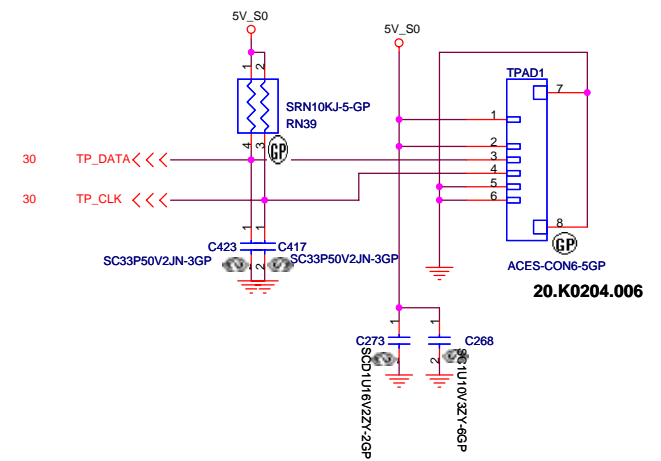 5V_S0
5V_S0
TPAD1
1
2
7
SRN10KJ-5-GP
RN39
1
4
3
GP
2
3
4
5
6
30 TP_DATA
30 TP_CLK
8
GP
1
1
C423
C417
SC33P50V2JN-3GP
SC33P50V2JN-3GP
2
2
ACES-CON6-5GP
20.K0204.006
1
1
C273
C268
2
2
SCD1U16V2ZY-2GP
SC1U10V3ZY-6GP